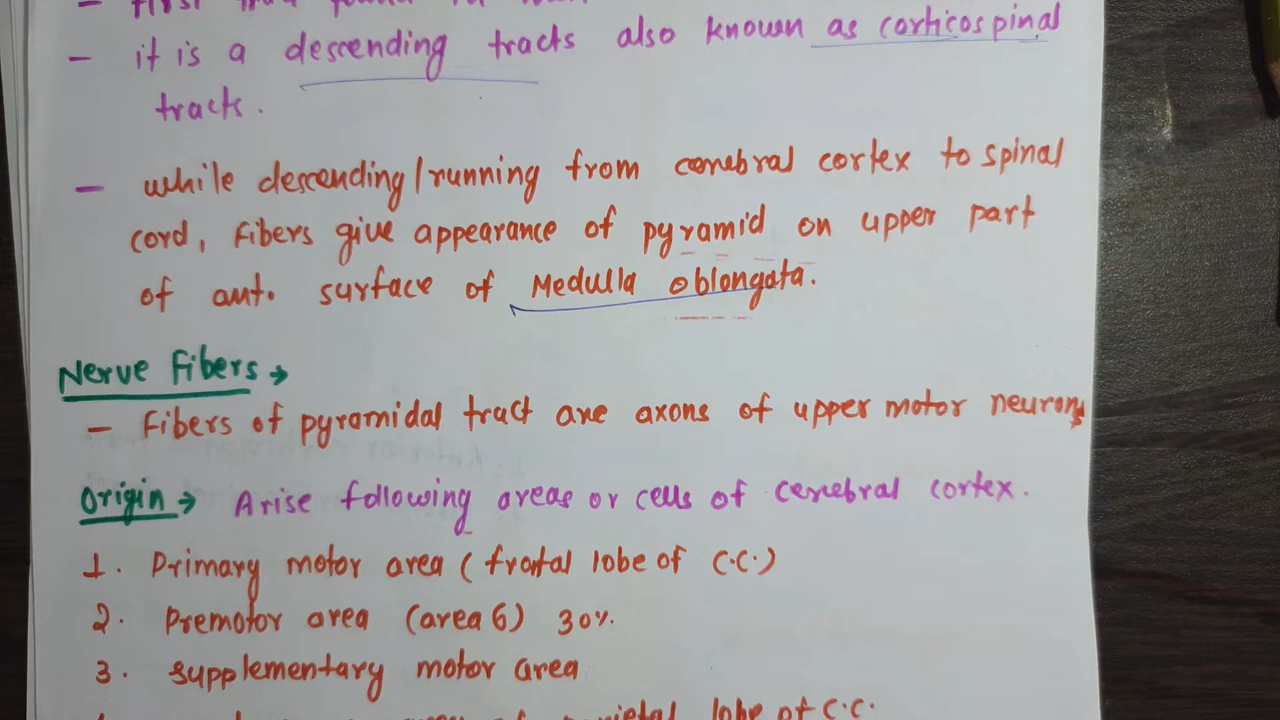 - it is a descending tracts also known as corticospinal
tracts.
- while descending/running from cerebral cortex to spinal
cord, fibers give appearance of pyramid on upper part
of ant. surface of Medulla oblongata.
Nerve Fibers →
- Fibers of pyramidal tract are axons of upper motor neurons
Origin → Arise following areas or cells of cerebral cortex.
1. Primary motor area (frontal lobe of C.C.)
2. Premotor area (area 6) 30%.
3. Supplementary motor area
lobe of C.C.